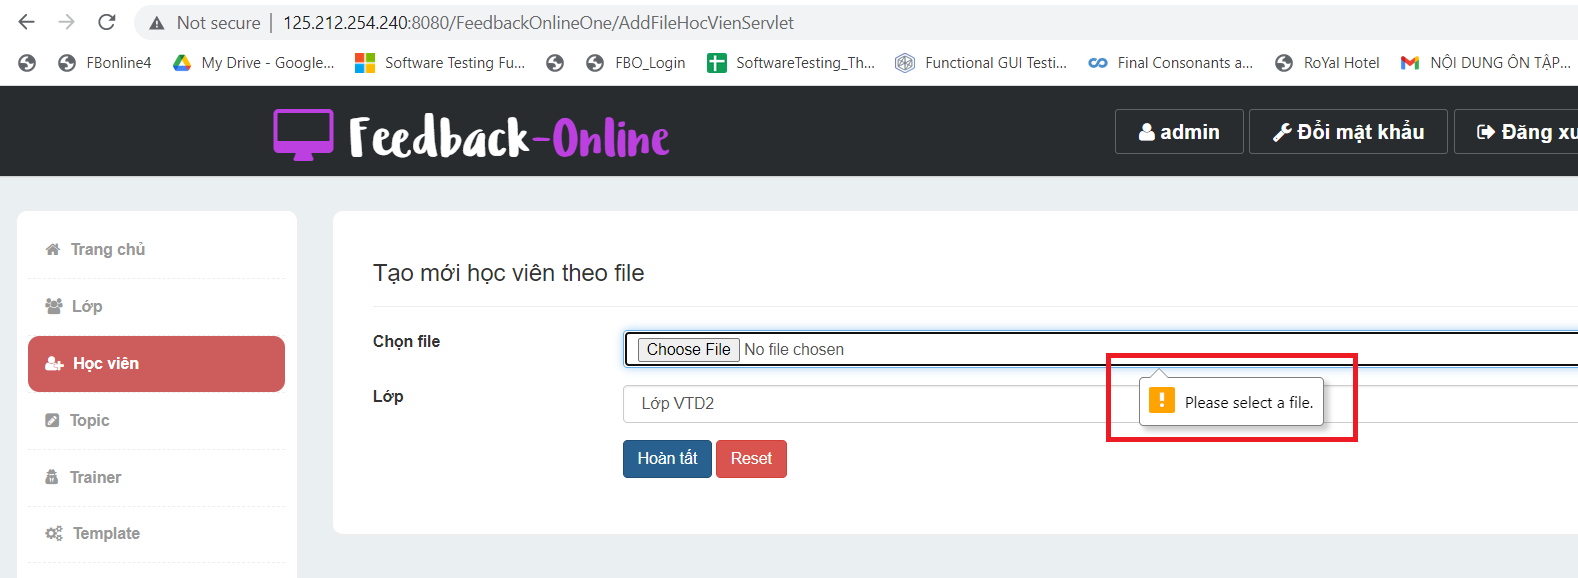 Not secure | 125.212.254.240:8080/FeedbackOnlineOne/AddFileHocVienServlet
FBonline4 My Drive - Google... Software Testing Fu... FBO_Login SoftwareTesting_Th... Functional GUI Testi... Final Consonants a... RoYal Hotel NỘI DUNG ÔN TẬP...
Feedback-Online
admin Đổi mật khẩu Đăng xu
Trang chủ
Lớp
Học viên
Topic
Trainer
Template
Tạo mới học viên theo file
Chọn file
Choose File No file chosen
Please select a file.
Lớp
Lớp VTD2
Hoàn tất Reset